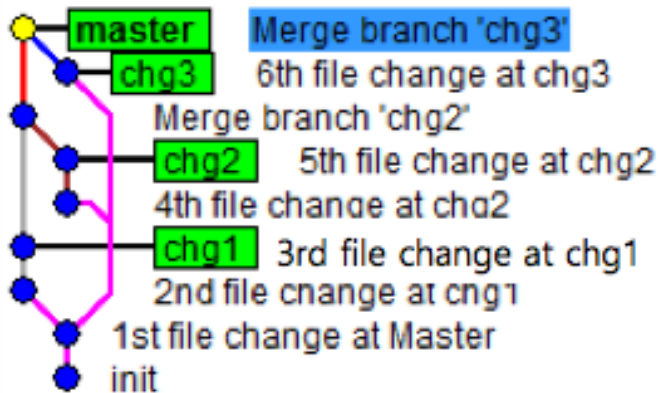 master Merge branch 'chg3'
chg3 6th file change at chg3
Merge branch 'chg2'
chg2 5th file change at chg2
4th file change at chg2
chg1 3rd file change at chg1
2nd file change at chg1
1st file change at Master
init